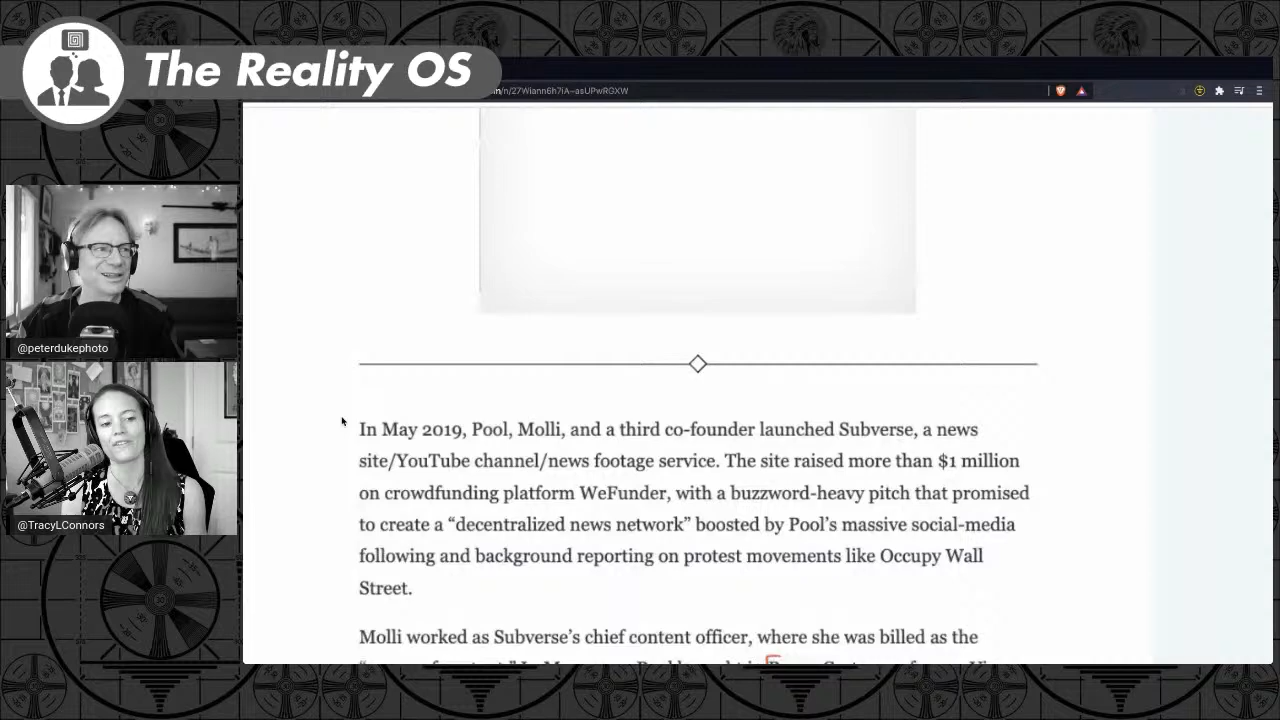 The Reality OS
n/n/27Wiann6h7iA--asUPwRGXW
@peterdukephoto
@TracyLConnors
In May 2019, Pool, Molli, and a third co-founder launched Subverse, a news
site/YouTube channel/news footage service. The site raised more than $1 million
on crowdfunding platform WeFunder, with a buzzword-heavy pitch that promised
to create a “decentralized news network” boosted by Pool’s massive social-media
following and background reporting on protest movements like Occupy Wall
Street.
Molli worked as Subverse’s chief content officer, where she was billed as the